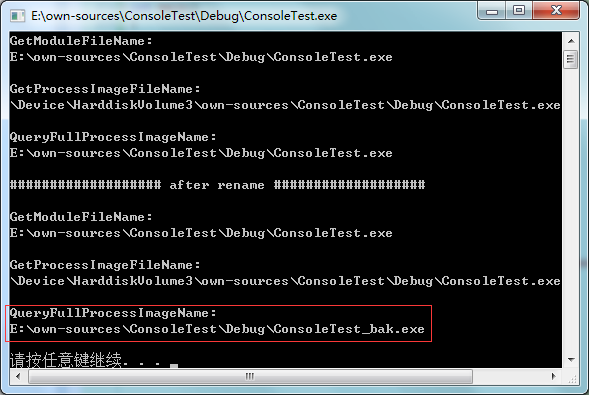 E:\own-sources\ConsoleTest\Debug\ConsoleTest.exe
GetModuleFileName:
E:\own-sources\ConsoleTest\Debug\ConsoleTest.exe
GetProcessImageFileName:
\Device\HarddiskVolume3\own-sources\ConsoleTest\Debug\ConsoleTest.exe
QueryFullProcessImageName:
E:\own-sources\ConsoleTest\Debug\ConsoleTest.exe
################### after rename ###################
GetModuleFileName:
E:\own-sources\ConsoleTest\Debug\ConsoleTest.exe
GetProcessImageFileName:
\Device\HarddiskVolume3\own-sources\ConsoleTest\Debug\ConsoleTest.exe
QueryFullProcessImageName:
E:\own-sources\ConsoleTest\Debug\ConsoleTest_bak.exe
请按任意键继续. . .